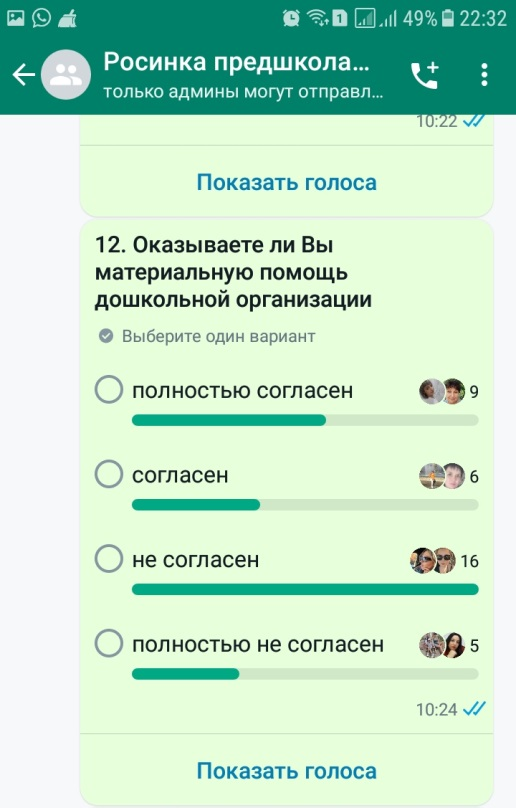 49% 22:32
Росинка предшкола...
только админы могут отправл...
10:22
Показать голоса
12. Оказываете ли Вы
материальную помощь
дошкольной организации
Выберите один вариант
полностью согласен 9
согласен 6
не согласен 16
полностью не согласен 5
10:24
Показать голоса